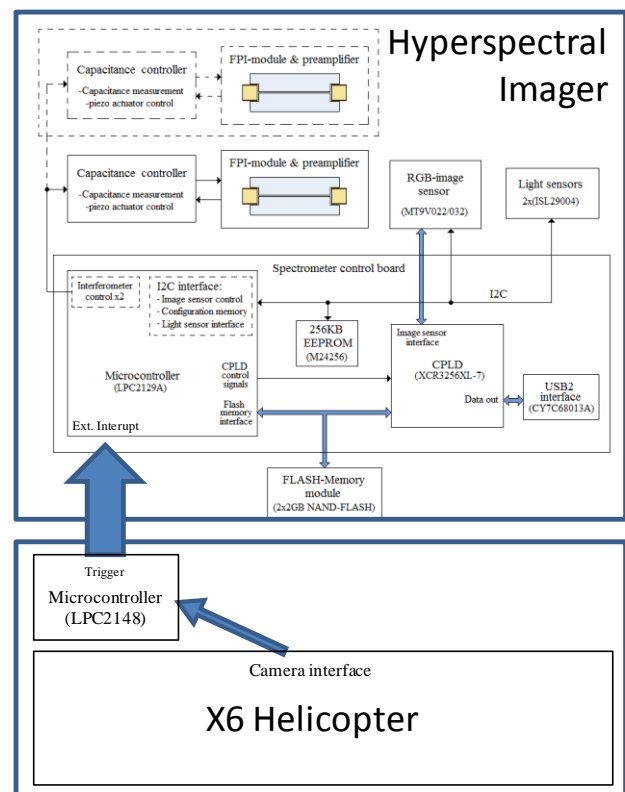 Hyperspectral
Imager
Capacitance controller
-Capacitance measurement
-piezo actuator control
FPI-module & preamplifier
Capacitance controller
-Capacitance measurement
-piezo actuator control
FPI-module & preamplifier
RGB-image
sensor
(MT9V022/032)
Light sensors
2x(ISL29004)
Spectrometer control board
Interferometer
control x2
I2C interface:
- Image sensor control
- Configuration memory
- Light sensor interface
I2C
256KB
EEPROM
(M24256)
Image sensor
interface
CPLD
(XCR3256XL-7)
Data out
USB2
interface
(CY7C68013A)
Microcontroller
(LPC2129A)
CPLD
control
signals
Flash
memory
interface
Ext. Interupt
FLASH-Memory
module
(2x2GB NAND-FLASH)
Trigger
Microcontroller
(LPC2148)
Camera interface
X6 Helicopter